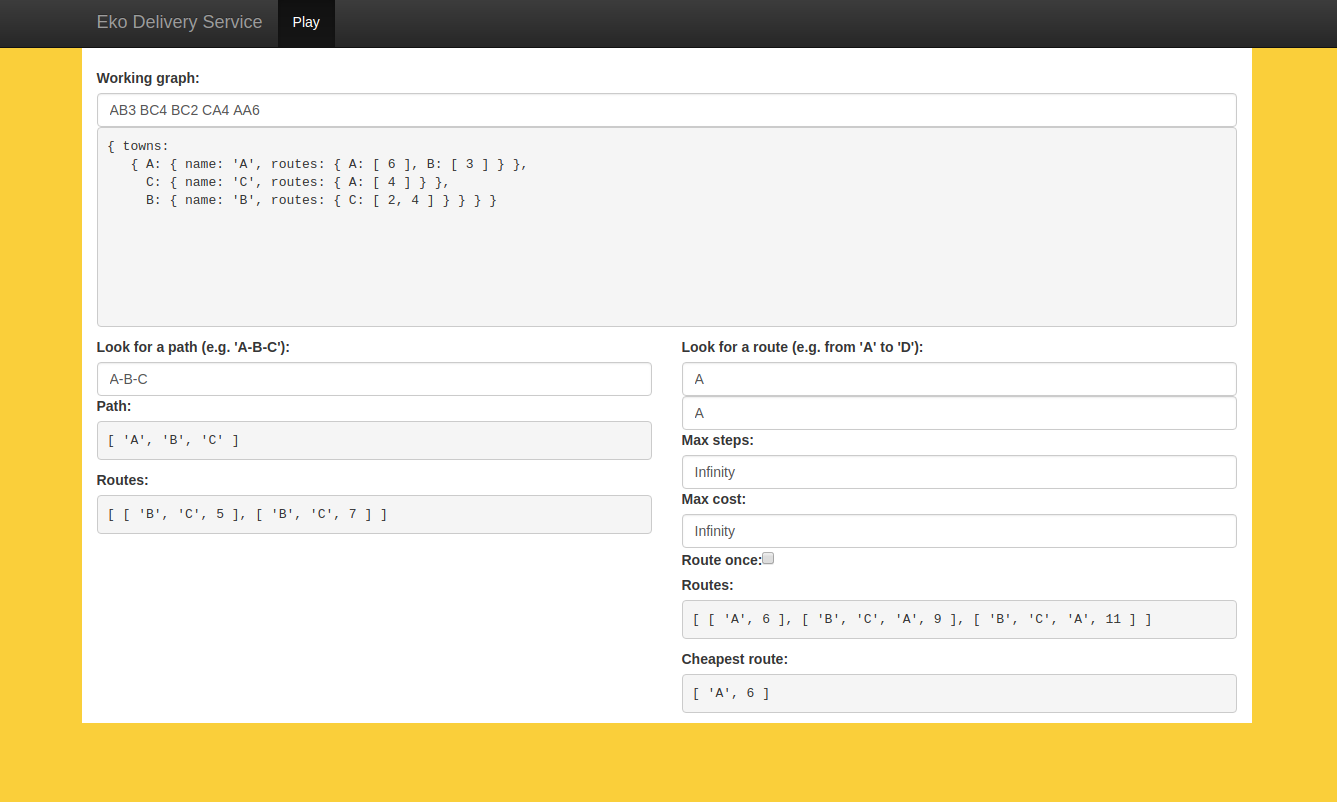 Eko Delivery Service Play
Working graph:
AB3 BC4 BC2 CA4 AA6
{ towns:
   { A: { name: 'A', routes: { A: [ 6 ], B: [ 3 ] } },
     C: { name: 'C', routes: { A: [ 4 ] } },
     B: { name: 'B', routes: { C: [ 2, 4 ] } } } }
Look for a path (e.g. 'A-B-C'):
A-B-C
Path:
[ 'A', 'B', 'C' ]
Routes:
[ [ 'B', 'C', 5 ], [ 'B', 'C', 7 ] ]
Look for a route (e.g. from 'A' to 'D'):
A
A
Max steps:
Infinity
Max cost:
Infinity
Route once:
Routes:
[ [ 'A', 6 ], [ 'B', 'C', 'A', 9 ], [ 'B', 'C', 'A', 11 ] ]
Cheapest route:
[ 'A', 6 ]